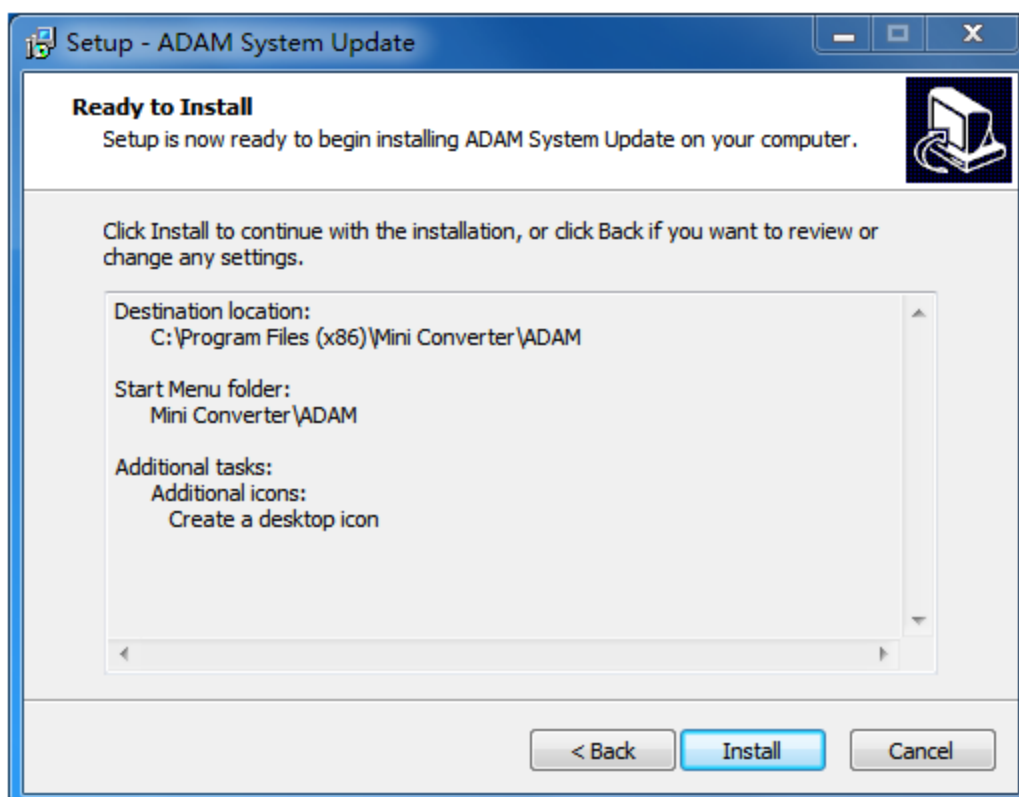 Setup - ADAM System Update
Ready to Install
Setup is now ready to begin installing ADAM System Update on your computer.
Click Install to continue with the installation, or click Back if you want to review or
change any settings.
Destination location:
C:\Program Files (x86)\Mini Converter\ADAM
Start Menu folder:
Mini Converter\ADAM
Additional tasks:
Additional icons:
Create a desktop icon
< Back
Install
Cancel